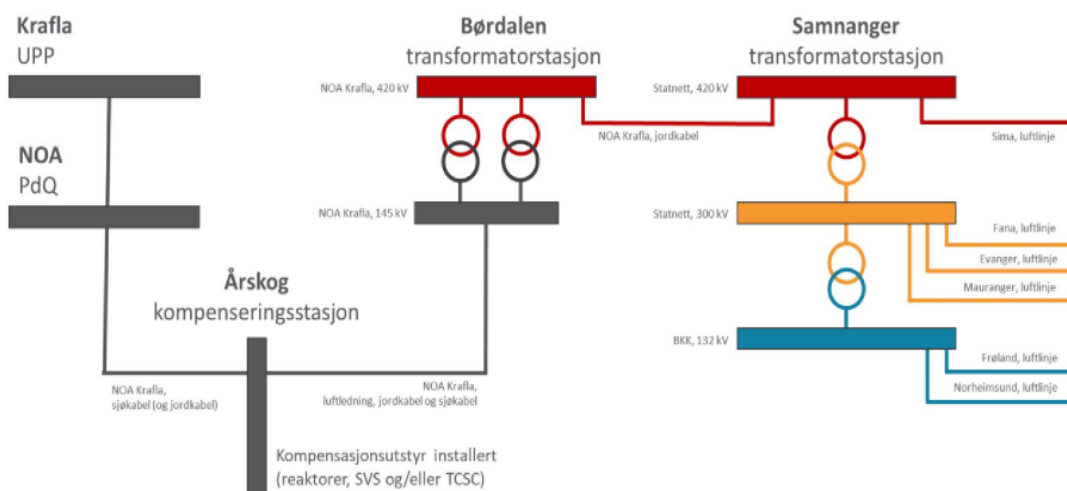 Krafla
UPP
NOA
PdQ
Årskog
kompenseringsstasjon
NOA Krafla,
sjøkabel (og jordkabel)
NOA Krafla,
luftledning, jordkabel og sjøkabel
Kompensasjonsutstyr installert
(reaktorer, SVS og/eller TCSC)
Børdalen
transformatorstasjon
NOA Krafla, 420 kV
NOA Krafla, jordkabel
NOA Krafla, 145 kV
Samnanger
transformatorstasjon
Statnett, 420 kV
Sima, luftlinje
Statnett, 300 kV
Fana, luftlinje
Evanger, luftlinje
Mauranger, luftlinje
BKK, 132 kV
Frøland, luftlinje
Norheimsund, luftlinje